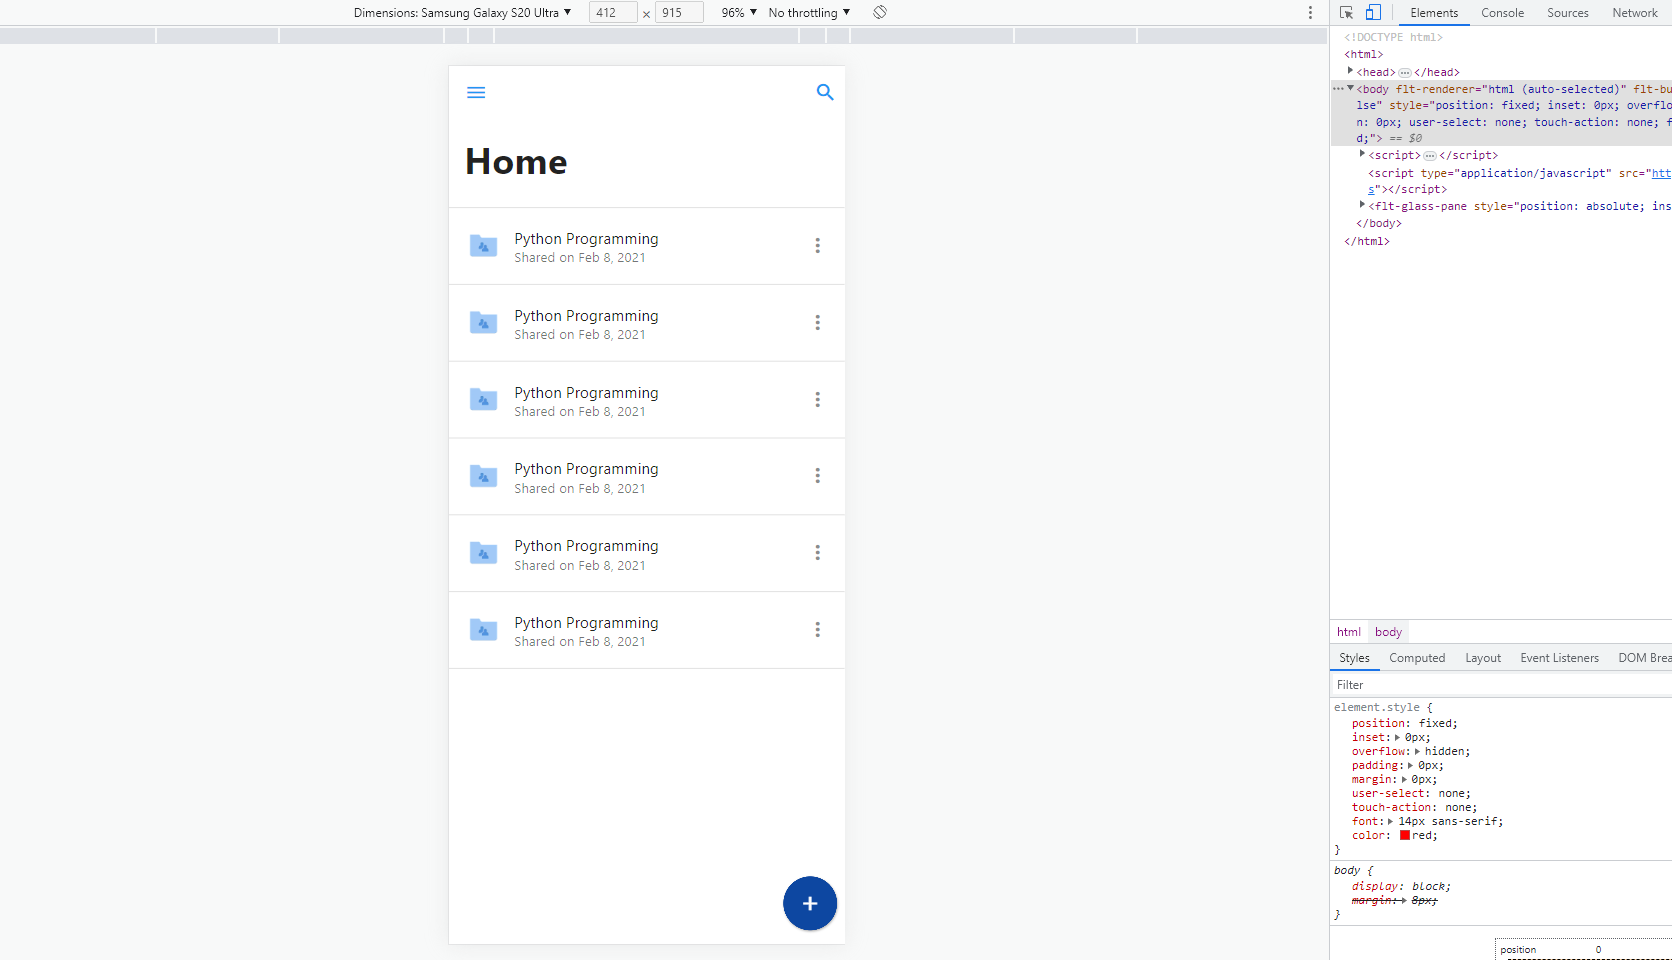 Dimensions: Samsung Galaxy S20 Ultra ▼ 412 × 915 96% ▼ No throttling ▼
Elements Console Sources Network
Home
Python Programming
Shared on Feb 8, 2021
Python Programming
Shared on Feb 8, 2021
Python Programming
Shared on Feb 8, 2021
Python Programming
Shared on Feb 8, 2021
Python Programming
Shared on Feb 8, 2021
Python Programming
Shared on Feb 8, 2021
+
<!DOCTYPE html>
<html>
<head>…</head>
<body flt-renderer="html (auto-selected)" flt-bu
lse" style="position: fixed; inset: 0px; overflo
n: 0px; user-select: none; touch-action: none; f
d;"> == $0
<script>…</script>
<script type="application/javascript" src="htt
s"></script>
<flt-glass-pane style="position: absolute; ins
</body>
</html>
html body
Styles Computed Layout Event Listeners DOM Brea
Filter
element.style {
position: fixed;
inset: 0px;
overflow: hidden;
padding: 0px;
margin: 0px;
user-select: none;
touch-action: none;
font: 14px sans-serif;
color: red;
}
body {
display: block;
margin: 8px;
}
position 0